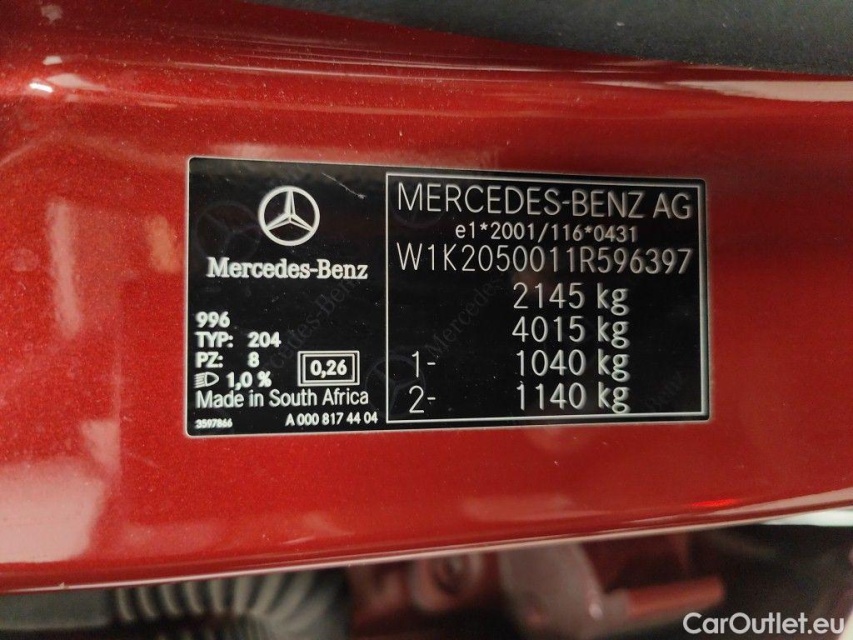 Mercedes-Benz
996
TYP: 204
PZ: 8
1,0 %
0,26
Made in South Africa
3597866
A 000 817 44 04
MERCEDES-BENZ AG
e1*2001/116*0431
W1K2050011R596397
2145 kg
4015 kg
1- 1040 kg
2- 1140 kg
CarOutlet.eu